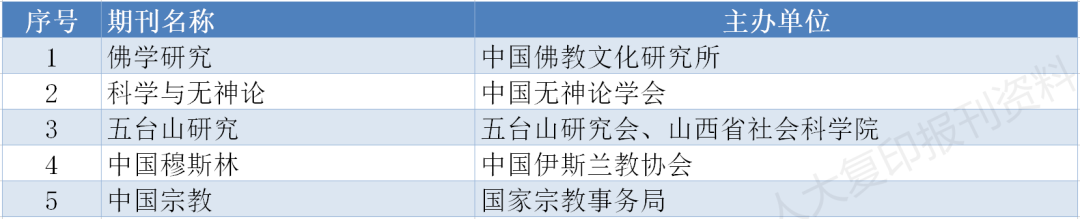 序号 期刊名称 主办单位
1 佛学研究 中国佛教文化研究所
2 科学与无神论 中国无神论学会
3 五台山研究 五台山研究会、山西省社会科学院
4 中国穆斯林 中国伊斯兰教协会
5 中国宗教 国家宗教事务局
人大复印报刊资料